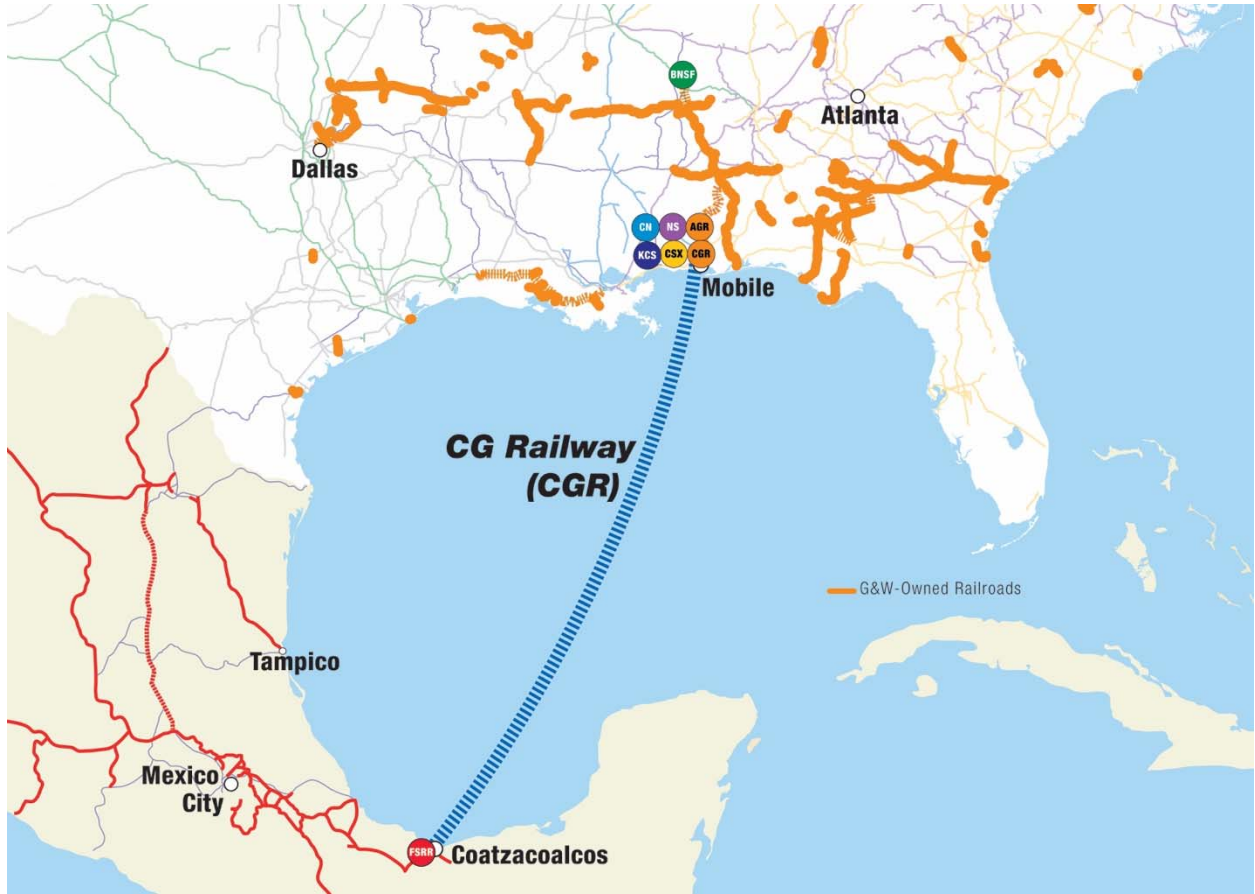 BNSF
Atlanta
Dallas
CN NS AGR
KCS CSX CGR
Mobile
CG Railway
(CGR)
G&W-Owned Railroads
Tampico
Mexico
City
FSRR Coatzacoalcos